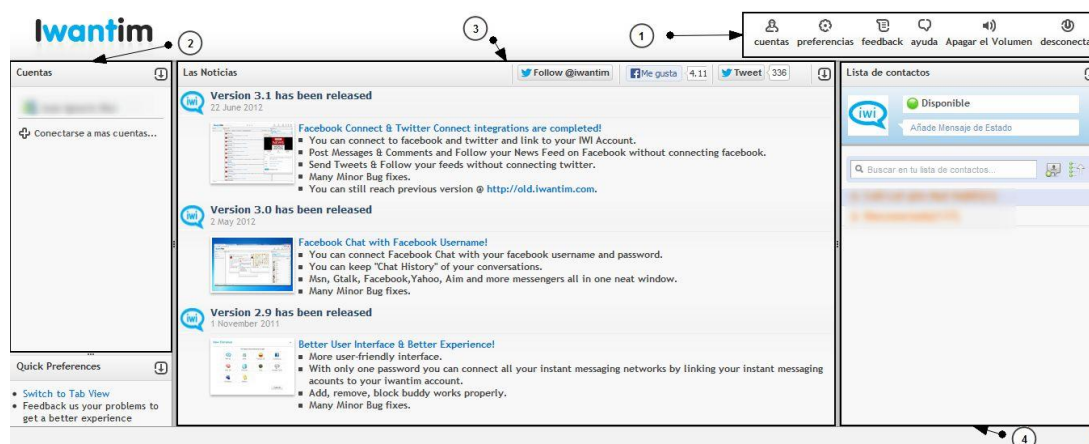 Iwantim
1
2
3
cuentas preferencias feedback ayuda Apagar el Volumen desconecta
Cuentas
Conectarse a mas cuentas...
Quick Preferences
Switch to Tab View
Feedback us your problems to
get a better experience
Las Noticias
Follow @iwantim
Me gusta 4.11
Tweet 336
Version 3.1 has been released
22 June 2012
iwi
Facebook Connect & Twitter Connect integrations are completed!
You can connect to facebook and twitter and link to your IWI Account.
Post Messages & Comments and Follow your News Feed on Facebook without connecting facebook.
Send Tweets & Follow your feeds without connecting twitter.
Many Minor Bug fixes.
You can still reach previous version @ http://old.iwantim.com.
Version 3.0 has been released
2 May 2012
iwi
Facebook Chat with Facebook Username!
You can connect Facebook Chat with your facebook username and password.
You can keep "Chat History" of your conversations.
Msn, Gtalk, Facebook,Yahoo, Aim and more messengers all in one neat window.
Many Minor Bug fixes.
Version 2.9 has been released
1 November 2011
iwi
Better User Interface & Better Experience!
More user-friendly interface.
With only one password you can connect all your instant messaging networks by linking your instant messaging
acounts to your iwantim account.
Add, remove, block buddy works properly.
Many Minor Bug fixes.
Lista de contactos
iwi
Disponible
Añade Mensaje de Estado
Buscar en tu lista de contactos...
4